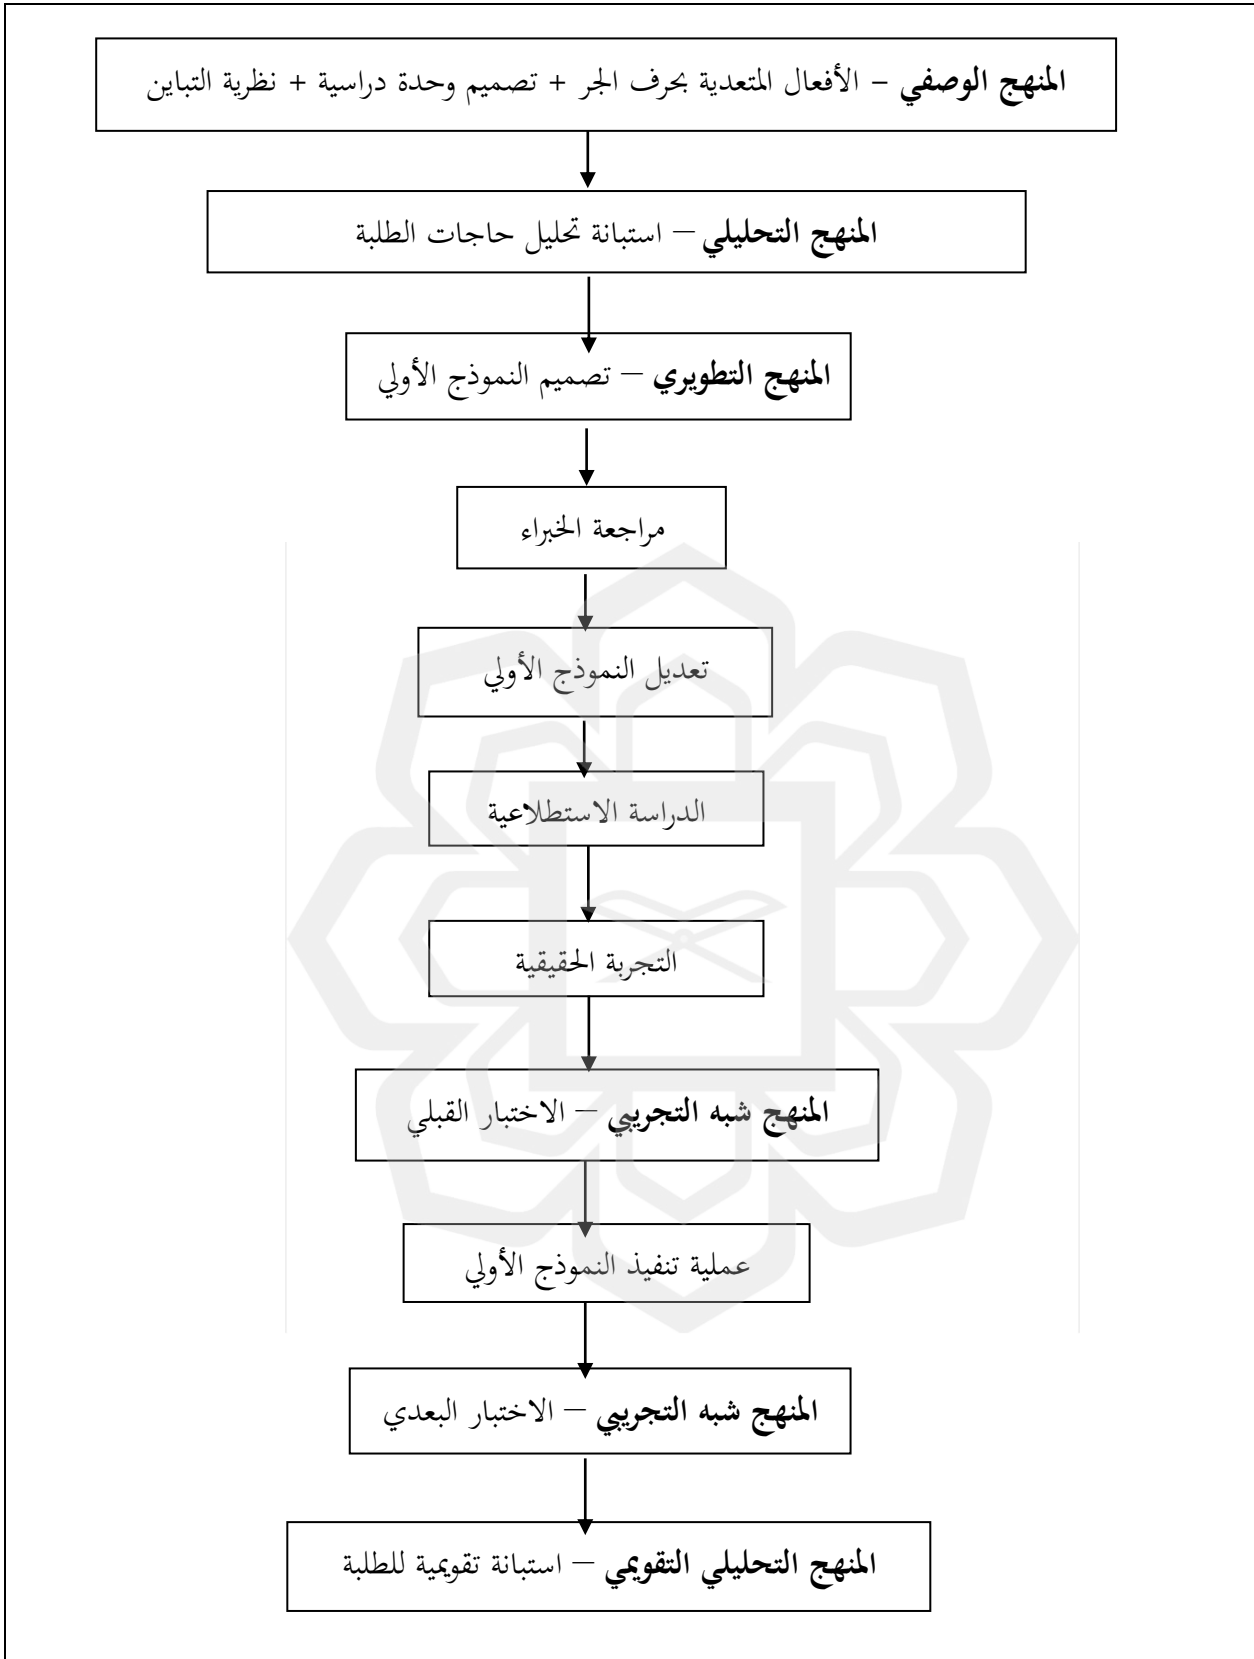 المنهج الوصفي – الأفعال المتعدية بحرف الجر + تصميم وحدة دراسية + نظرية التباين
المنهج التحليلي – استبانة تحليل حاجات الطلبة
المنهج التطويري – تصميم النموذج الأولي
مراجعة الخبراء
تعديل النموذج الأولي
الدراسة الاستطلاعية
التجربة الحقيقية
المنهج شبه التجريبي – الاختبار القبلي
عملية تنفيذ النموذج الأولي
المنهج شبه التجريبي – الاختبار البعدي
المنهج التحليلي التقويمي – استبانة تقويمية للطلبة